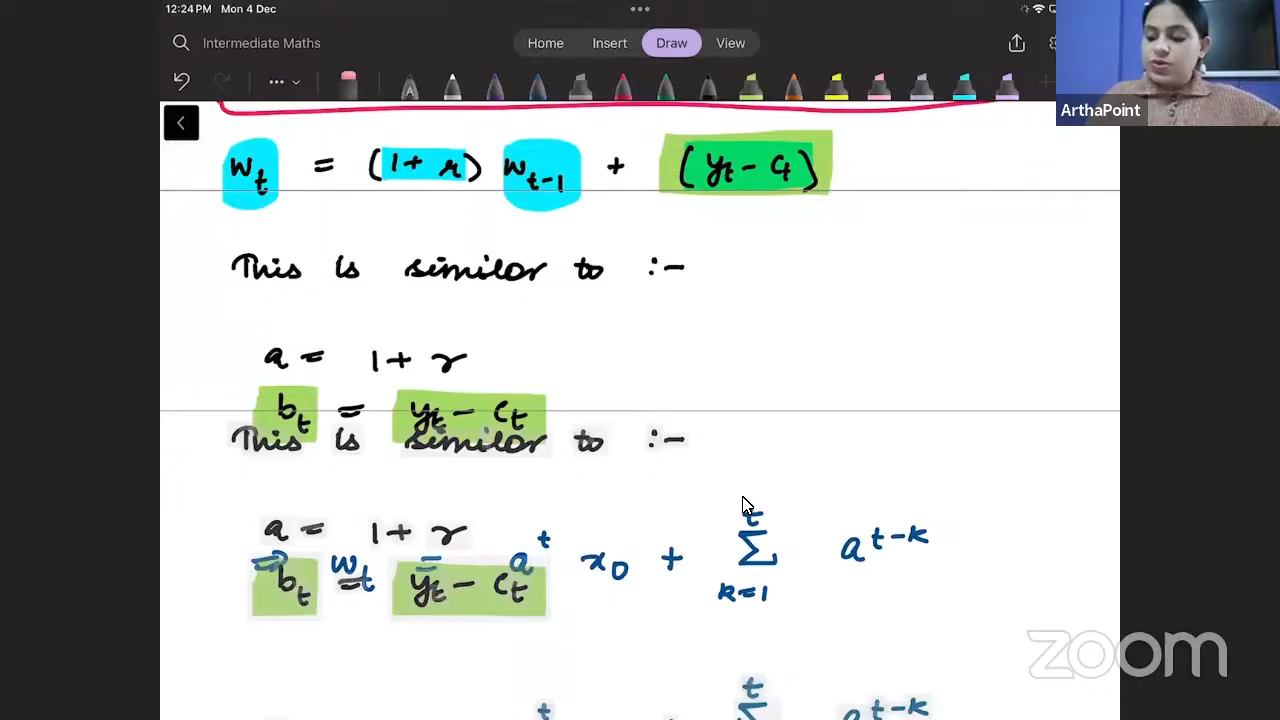 12:24 PM Mon 4 Dec
Intermediate Maths
Home Insert Draw View
ArthaPoint
w_t = (1 + r) w_{t-1} + (y_t - c_t)
This is similar to :-
a = 1 + r
b_t = y_t - c_t
This is similar to :-
a = 1 + r
⇒ w_t = a^t x_0 + Σ_{k=1}^{t} a^{t-k}
b_t = y_t - c_t
zoom
t t a^{t-k}